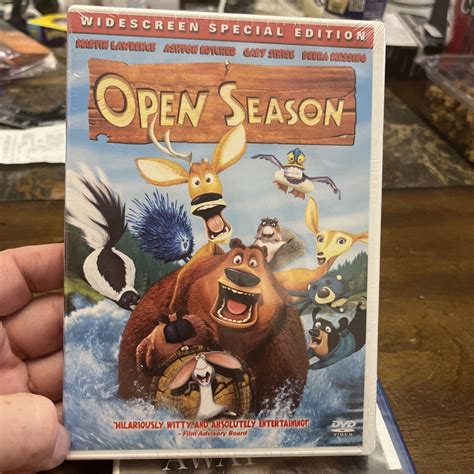 WIDESCREEN SPECIAL EDITION
MARTIN LAWRENCE ASHTON KUTCHER GARY SINISE DEBRA MESSING
OPEN SEASON
"HILARIOUSLY WITTY AND ABSOLUTELY ENTERTAINING!"
– Film Advisory Board
DVD
VIDEO
AWAY